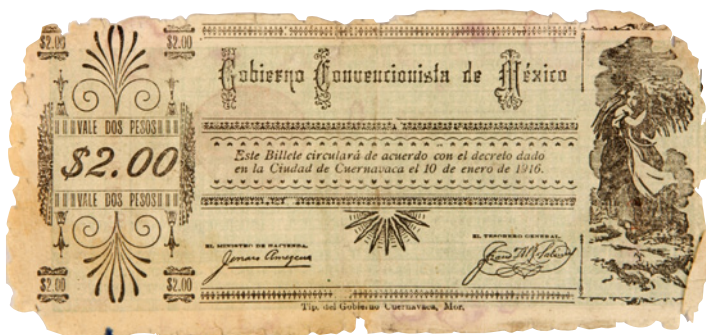 $2.00 $2.00
VALE DOS PESOS
$2.00
VALE DOS PESOS
$2.00 $2.00
Gobierno Convencionista de México
Este Billete circulará de acuerdo con el decreto dado
en la Ciudad de Cuernavaca el 10 de enero de 1916.
EL MINISTRO DE HACIENDA.
Genaro Amezcua
EL TESORERO GENERAL,
Tip. del Gobierno Cuernavaca, Mor.